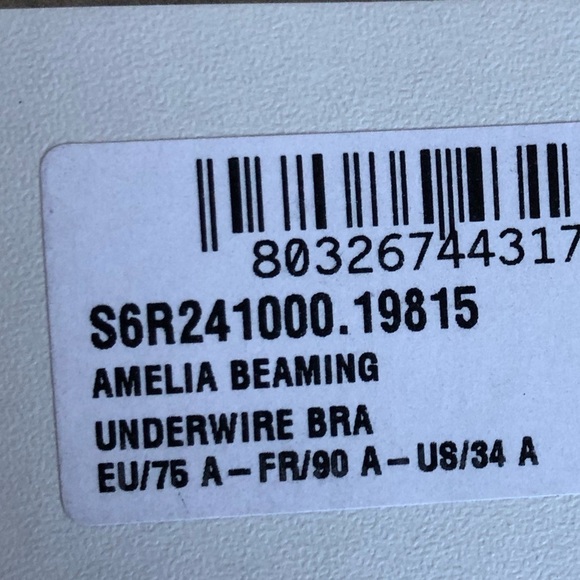 80326744317
S6R241000.19815
AMELIA BEAMING
UNDERWIRE BRA
EU/75 A-FR/90 A-US/34 A